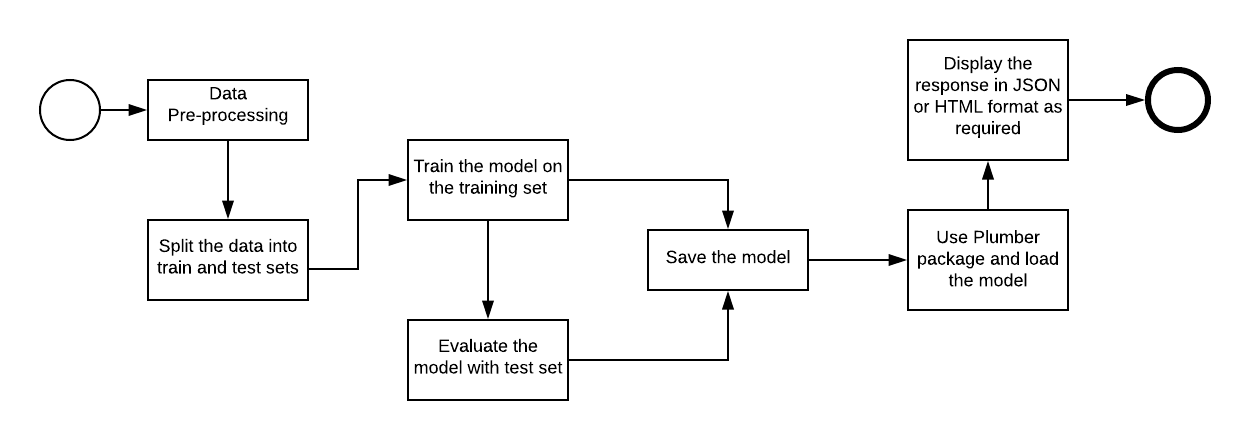 Data
Pre-processing
Split the data into
train and test sets
Train the model on
the training set
Evaluate the
model with test set
Save the model
Use Plumber
package and load
the model
Display the
response in JSON
or HTML format as
required